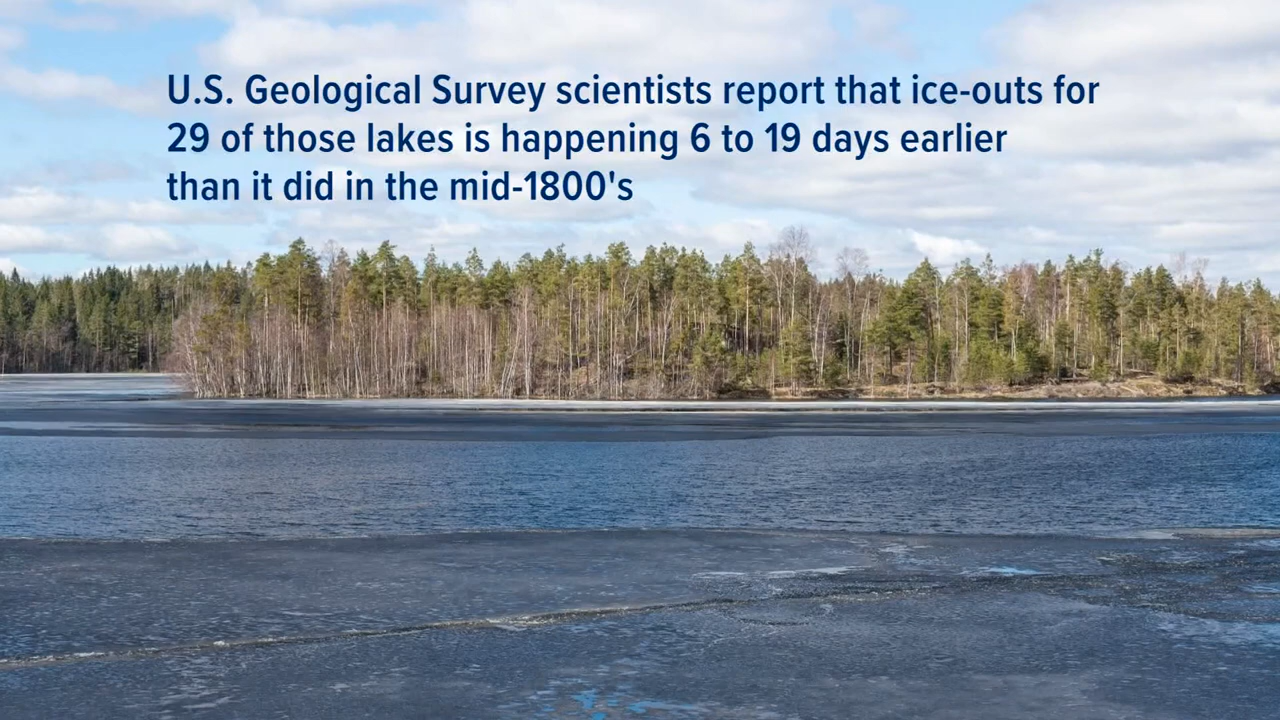 U.S. Geological Survey scientists report that ice-outs for
29 of those lakes is happening 6 to 19 days earlier
than it did in the mid-1800's